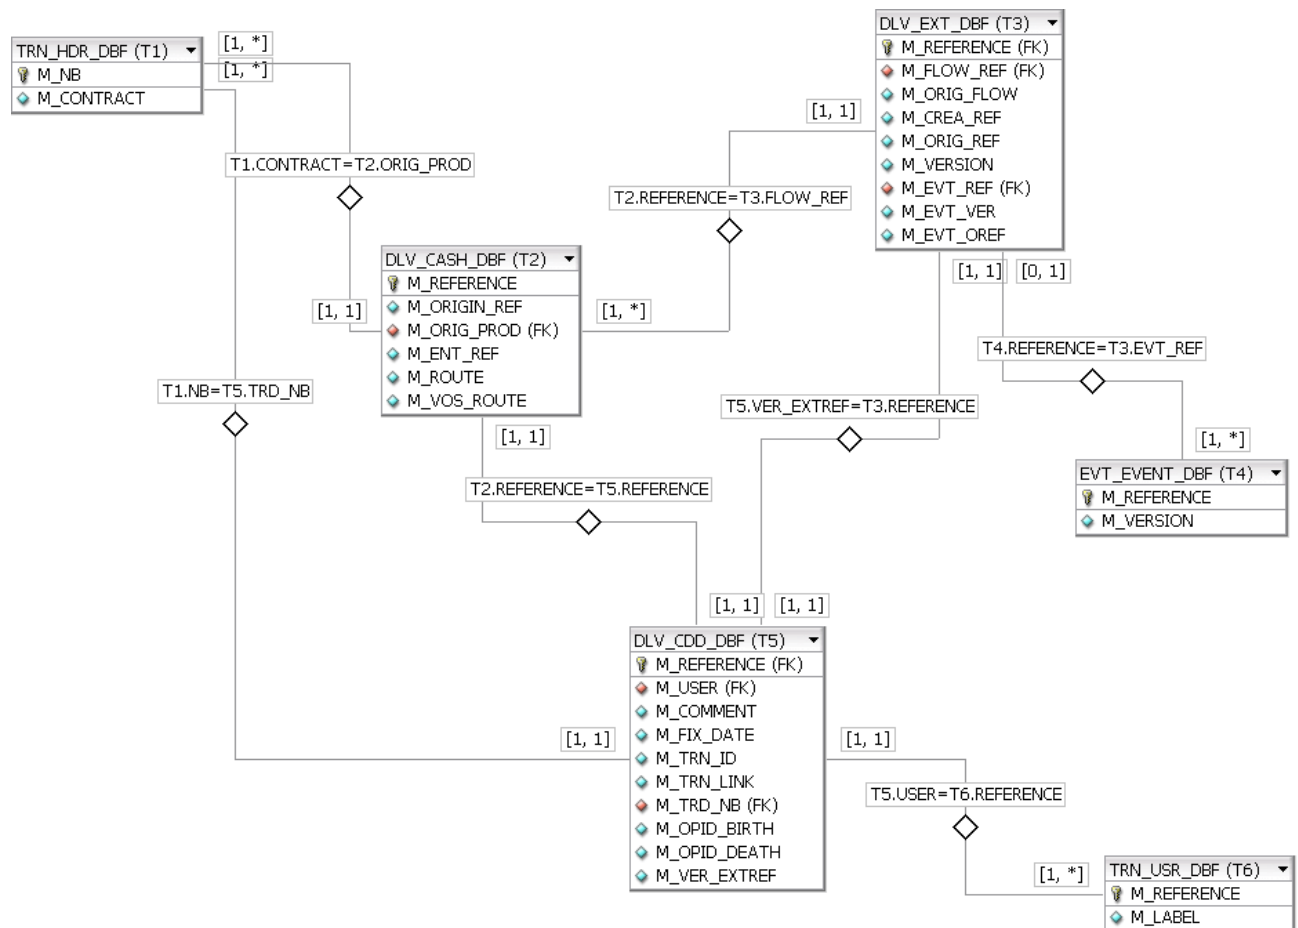 TRN_HDR_DBF (T1)
M_NB
M_CONTRACT
[1, *]
[1, *]
T1.CONTRACT=T2.ORIG_PROD
DLV_EXT_DBF (T3)
M_REFERENCE (FK)
M_FLOW_REF (FK)
M_ORIG_FLOW
M_CREA_REF
M_ORIG_REF
M_VERSION
M_EVT_REF (FK)
M_EVT_VER
M_EVT_OREF
[1, 1]
T2.REFERENCE=T3.FLOW_REF
[1, 1]
[0, 1]
DLV_CASH_DBF (T2)
M_REFERENCE
M_ORIGIN_REF
M_ORIG_PROD (FK)
M_ENT_REF
M_ROUTE
M_VOS_ROUTE
[1, 1]
[1, *]
T4.REFERENCE=T3.EVT_REF
T1.NB=T5.TRD_NB
T5.VER_EXTREF=T3.REFERENCE
[1, 1]
[1, *]
EVT_EVENT_DBF (T4)
M_REFERENCE
M_VERSION
T2.REFERENCE=T5.REFERENCE
[1, 1]
[1, 1]
DLV_CDD_DBF (T5)
M_REFERENCE (FK)
M_USER (FK)
M_COMMENT
M_FIX_DATE
M_TRN_ID
M_TRN_LINK
M_TRD_NB (FK)
M_OPID_BIRTH
M_OPID_DEATH
M_VER_EXTREF
[1, 1]
[1, 1]
T5.USER=T6.REFERENCE
[1, *]
TRN_USR_DBF (T6)
M_REFERENCE
M_LABEL